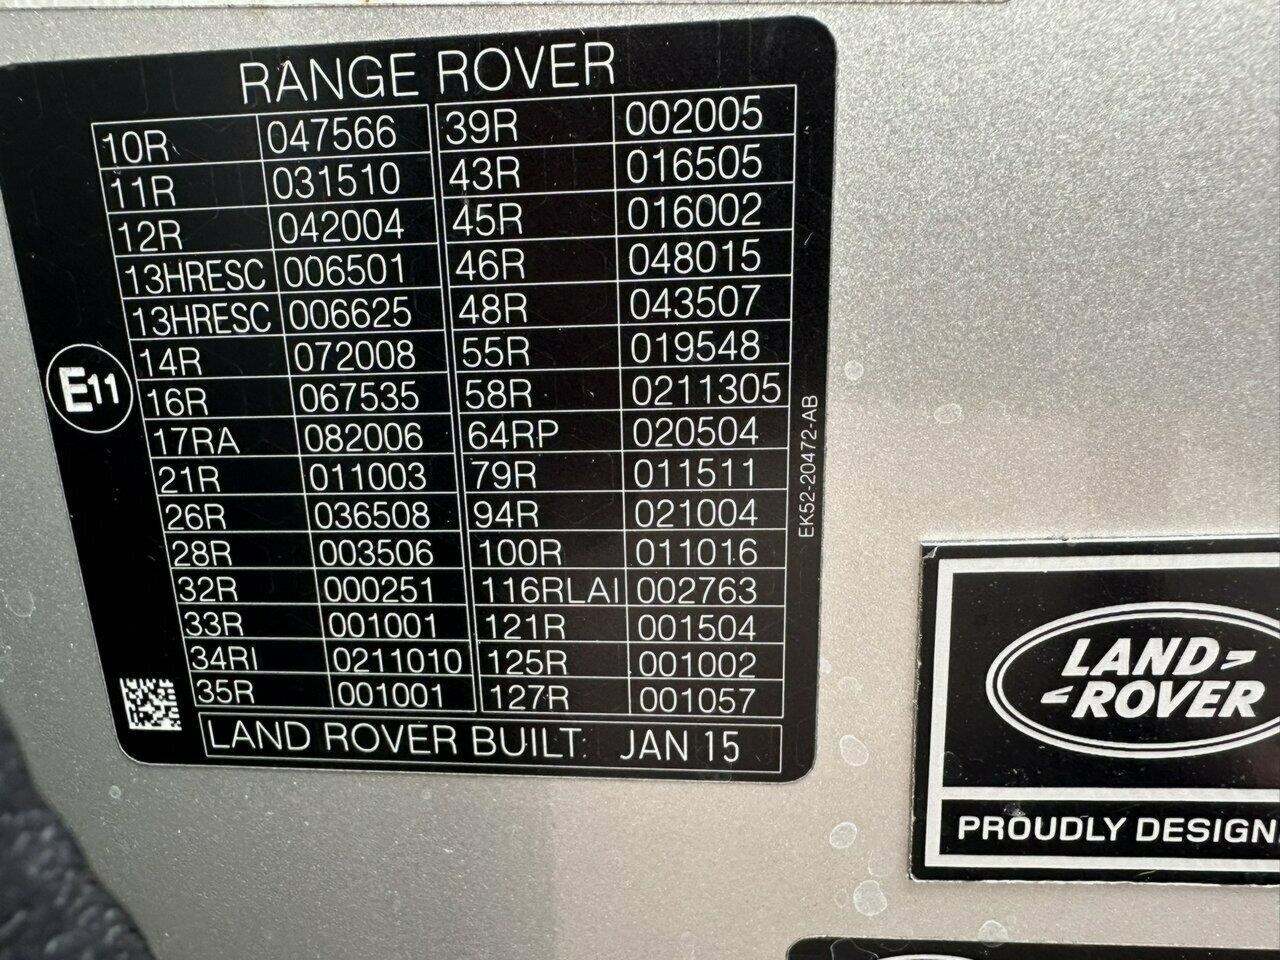 RANGE ROVER
10R 047566 39R 002005
11R 031510 43R 016505
12R 042004 45R 016002
13HRESC 006501 46R 048015
13HRESC 006625 48R 043507
14R 072008 55R 019548
16R 067535 58R 0211305
17RA 082006 64RP 020504
21R 011003 79R 011511
26R 036508 94R 021004
28R 003506 100R 011016
32R 000251 116RLAI 002763
33R 001001 121R 001504
34RI 0211010 125R 001002
35R 001001 127R 001057
LAND ROVER BUILT: JAN 15
E11
EK52-20472-AB
LAND
ROVER
PROUDLY DESIGN